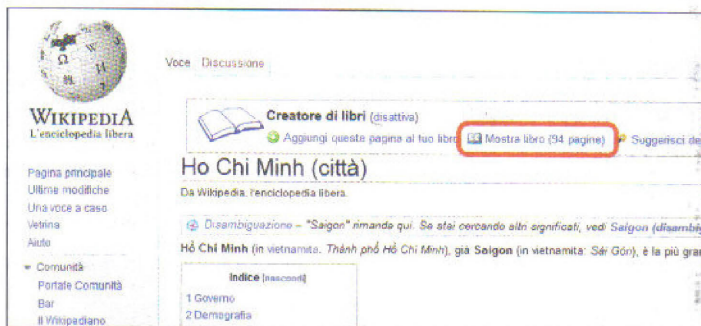 Voce Discussione
WIKIPEDIA
L'enciclopedia libera
Creatore di libri (disattiva)
Aggiungi queste pagina al tuo libro Mostra libro (94 pagine) Suggerisci
Ho Chi Minh (città)
Da Wikipedia, l'enciclopedia libera.
Disambiguazione – "Saigon" rimanda qui. Se stai cercando altri significati, vedi Saigon (disambig
Hồ Chí Minh (in vietnamita: Thành phố Hồ Chí Minh), già Saigon (in vietnamita: Sài Gòn), è la più gran
Indice [nascondi]
1 Governo
2 Demografia
Pagina principale
Ultime modifiche
Una voce a caso
Vetrina
Aiuto
Comunità
Portale Comunità
Bar
Il Wikipediano